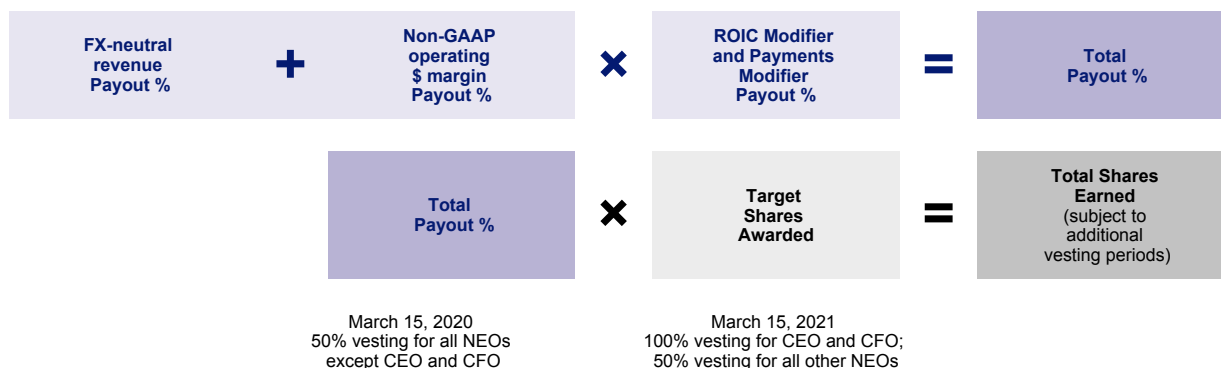 FX-neutral
revenue
Payout %
+
Non-GAAP
operating
$ margin
Payout %
×
ROIC Modifier
and Payments
Modifier
Payout %
=
Total
Payout %
Total
Payout %
×
Target
Shares
Awarded
=
Total Shares
Earned
(subject to
additional
vesting periods)
March 15, 2020
50% vesting for all NEOs
except CEO and CFO
March 15, 2021
100% vesting for CEO and CFO;
50% vesting for all other NEOs